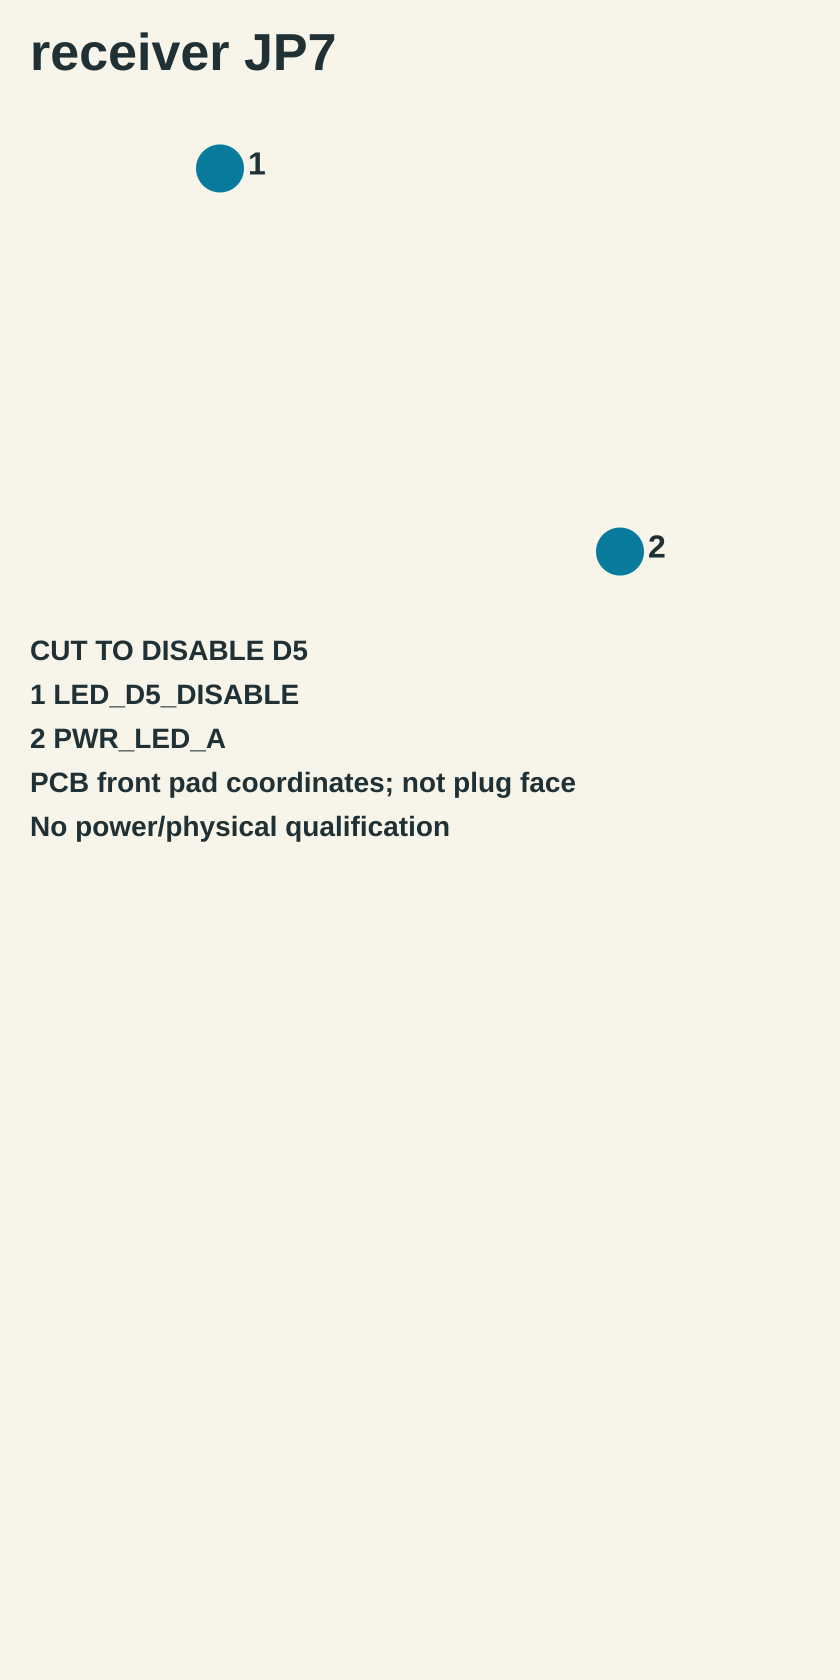 receiver JP7
1
2
CUT TO DISABLE D5
1 LED_D5_DISABLE
2 PWR_LED_A
PCB front pad coordinates; not plug face
No power/physical qualification